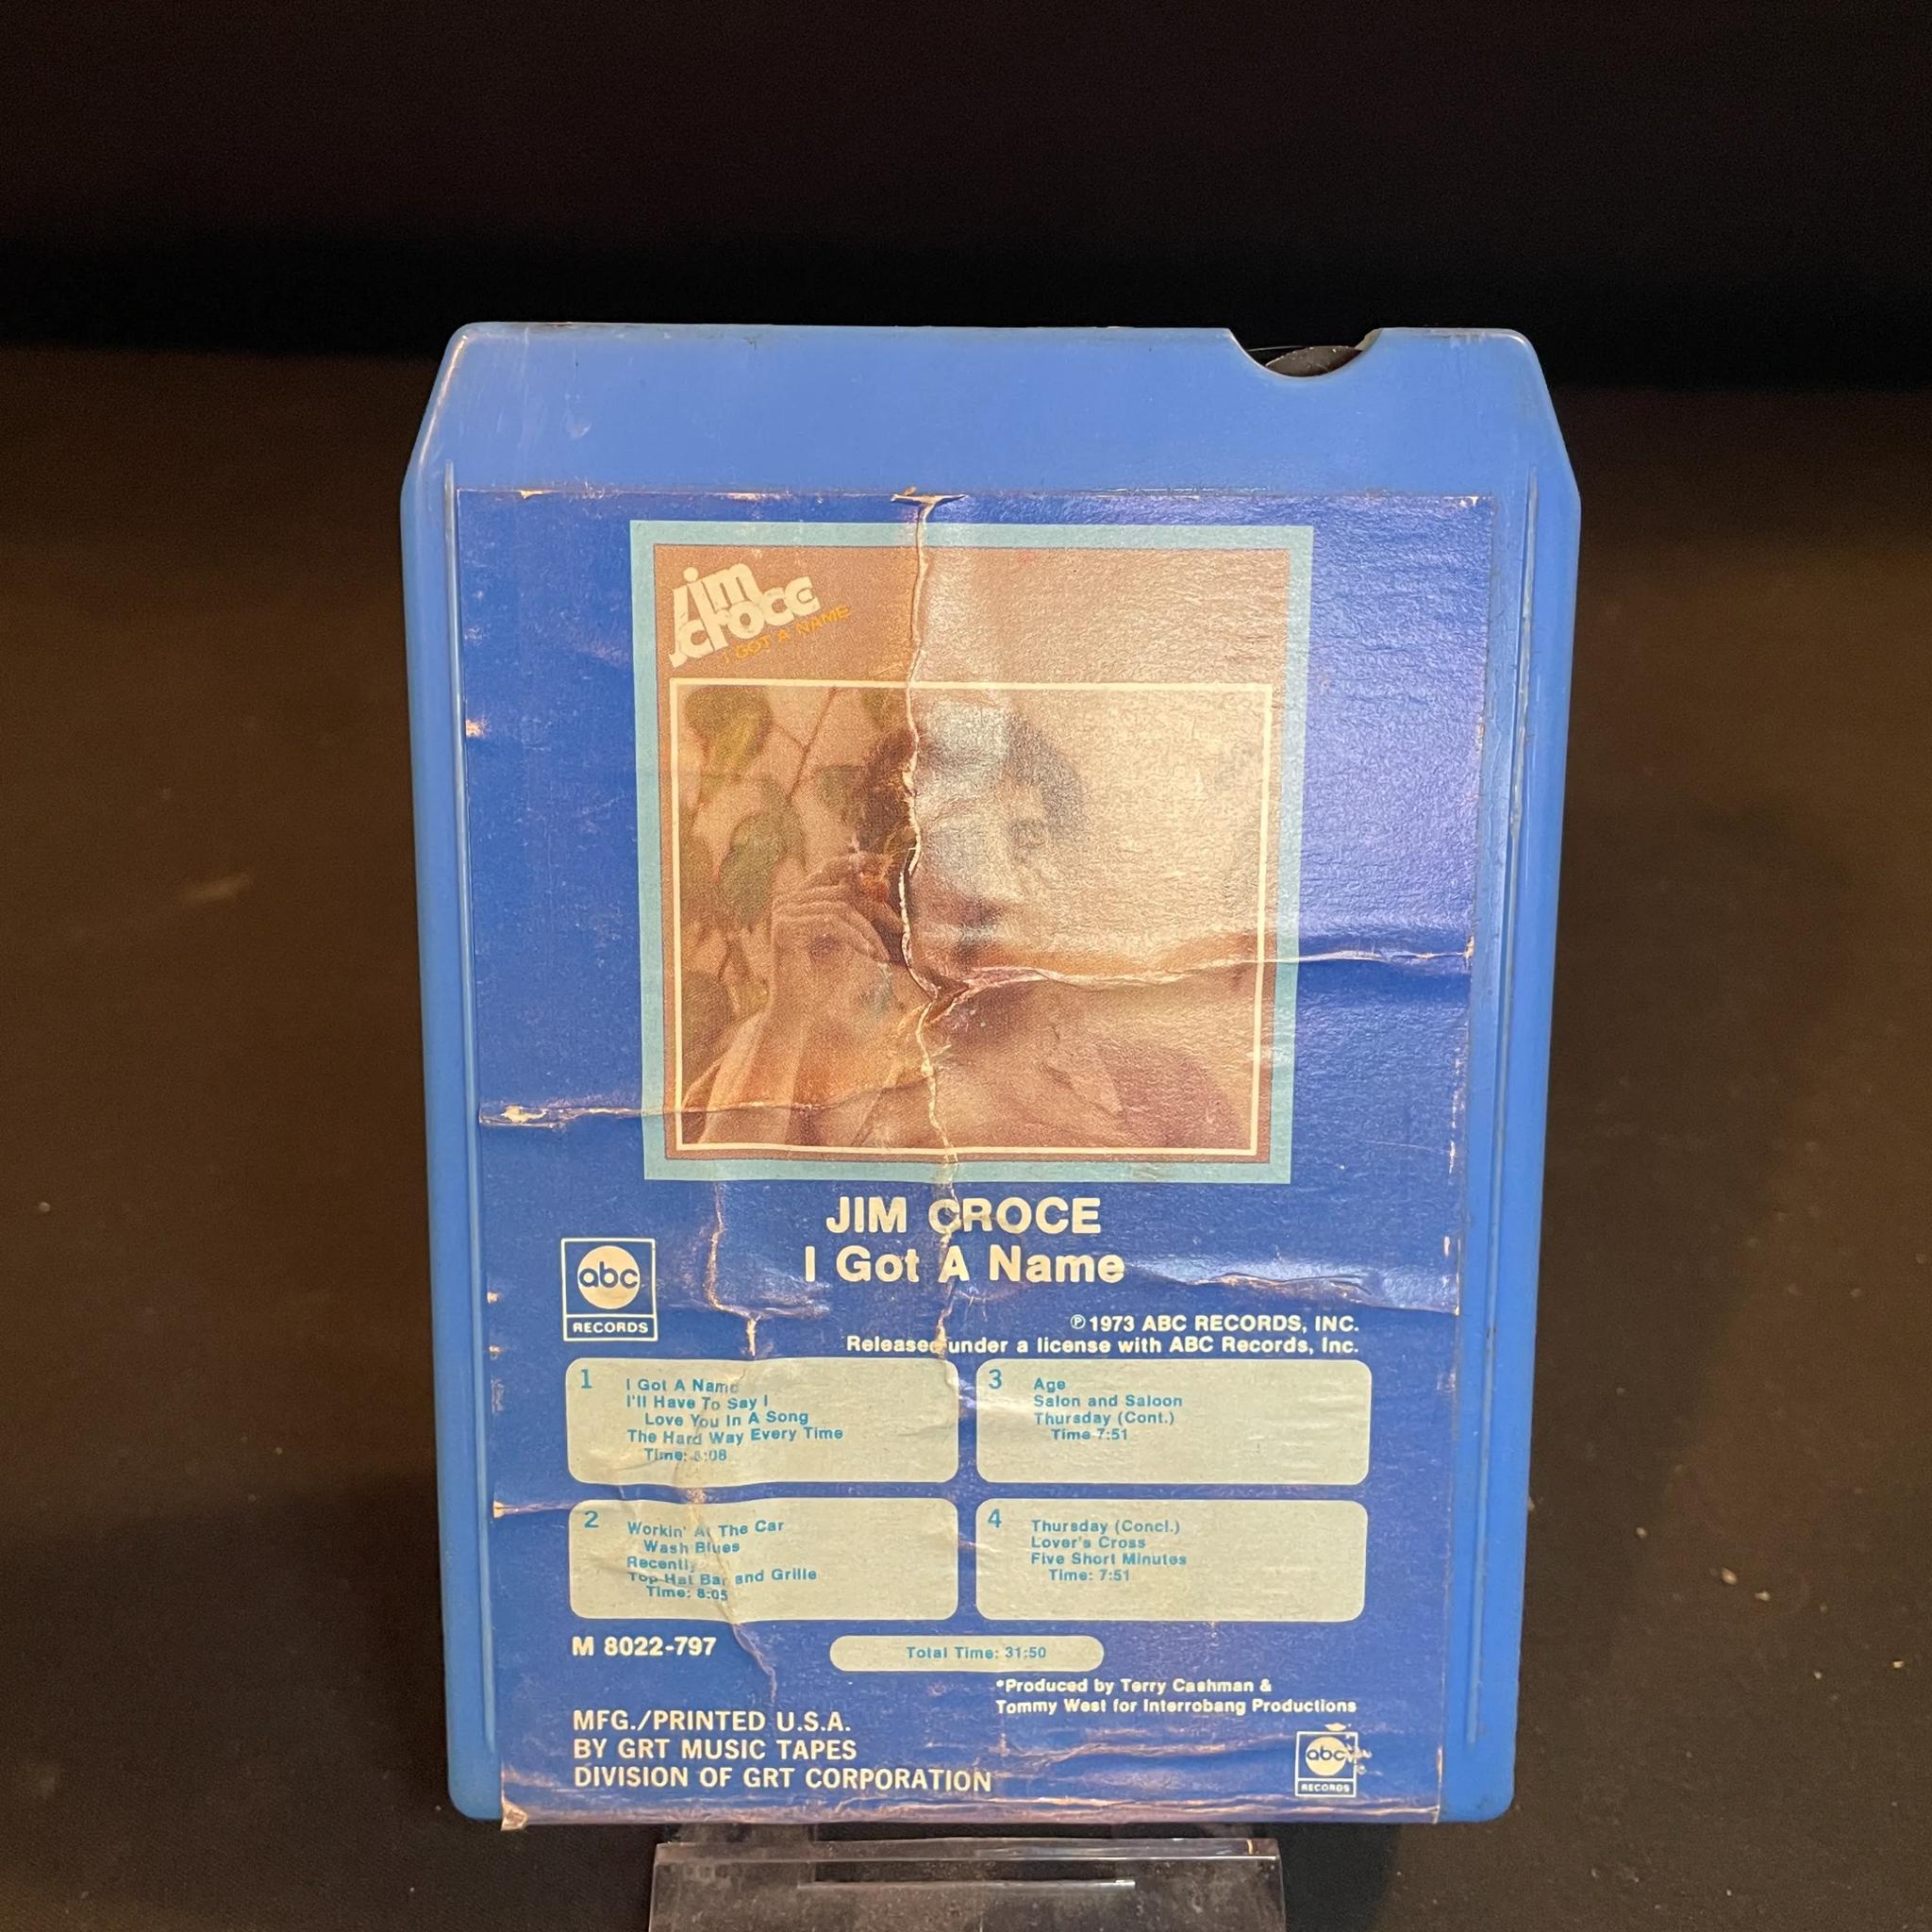 jim
croce
I GOT A NAME
JIM CROCE
I Got A Name
abc
RECORDS
℗1973 ABC RECORDS, INC.
Released under a license with ABC Records, Inc.
1
I Got A Name
I'll Have To Say I
Love You In A Song
The Hard Way Every Time
Time: 8:08
2
Workin' At The Car
Wash Blues
Recently
Top Hat Bar and Grille
Time: 8:05
3
Age
Salon and Saloon
Thursday (Cont.)
Time 7:51
4
Thursday (Concl.)
Lover's Cross
Five Short Minutes
Time: 7:51
M 8022-797
Total Time: 31:50
*Produced by Terry Cashman &
Tommy West for Interrobang Productions
MFG./PRINTED U.S.A.
BY GRT MUSIC TAPES
DIVISION OF GRT CORPORATION
abc
RECORDS